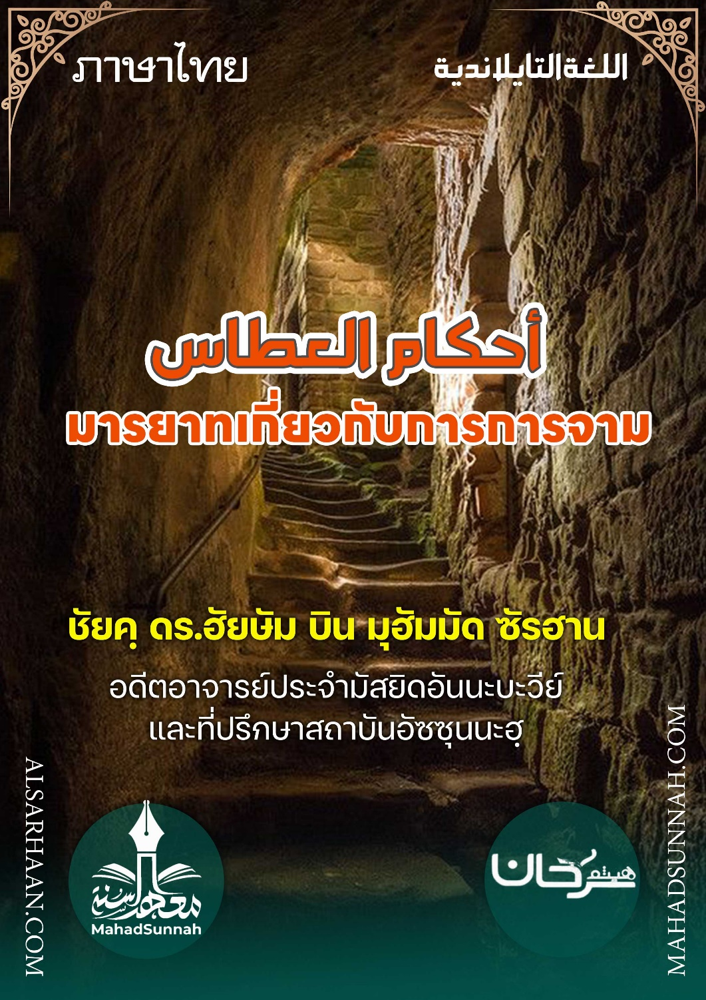 ภาษาไทย
اللغة التايلاندية
أحكام العطاس
มารยาทเกี่ยวกับการการจาม
ชัยคฺ ดร.ฮัยษัม บิน มุฮัมมัด ซัรฮาน
อดีตอาจารย์ประจำมัสยิดอันนะบะวีย์
และที่ปรึกษาสถาบันอัซซุนนะฮฺ
ALSARHAAN.COM
MAHADSUNNAH.COM
معهد السنة
MahadSunnah
هيثم سرحان